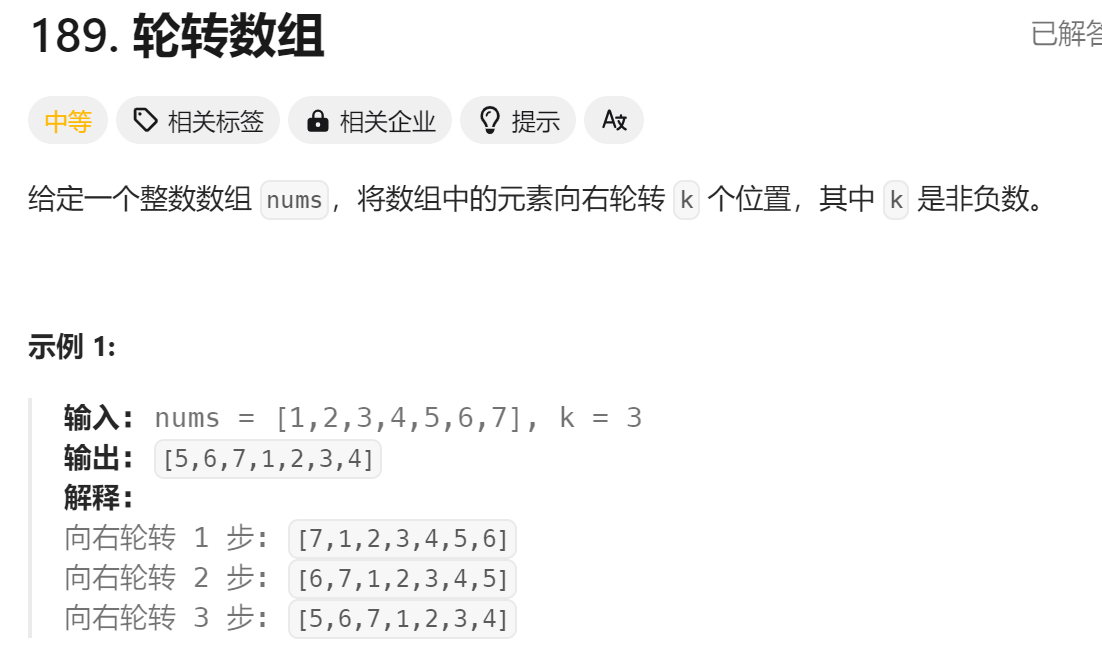 189. 轮转数组
已解答
中等 相关标签 相关企业 提示
给定一个整数数组 nums，将数组中的元素向右轮转 k 个位置，其中 k 是非负数。
示例 1:
输入: nums = [1,2,3,4,5,6,7], k = 3
输出: [5,6,7,1,2,3,4]
解释:
向右轮转 1 步: [7,1,2,3,4,5,6]
向右轮转 2 步: [6,7,1,2,3,4,5]
向右轮转 3 步: [5,6,7,1,2,3,4]